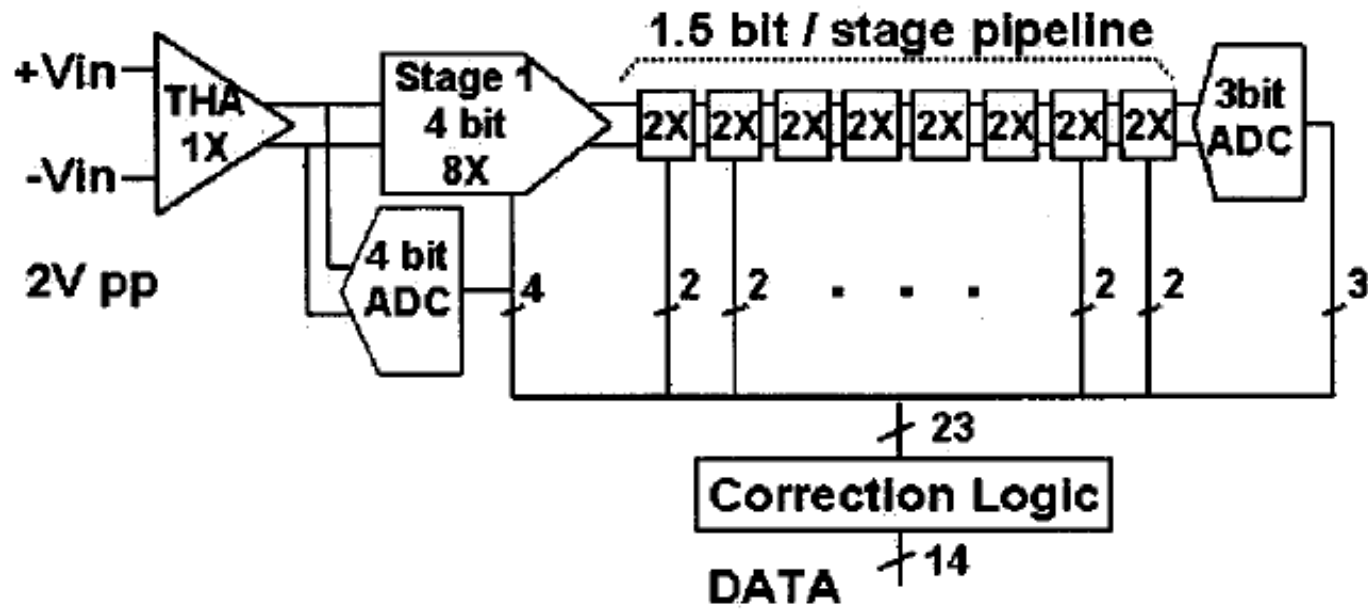 1.5 bit / stage pipeline
+Vin
-Vin
2V pp
THA
1X
Stage 1
4 bit
8X
4 bit
ADC
2X 2X 2X 2X 2X 2X 2X 2X
3bit
ADC
4 2 2 . . . 2 2 3
23
Correction Logic
14
DATA